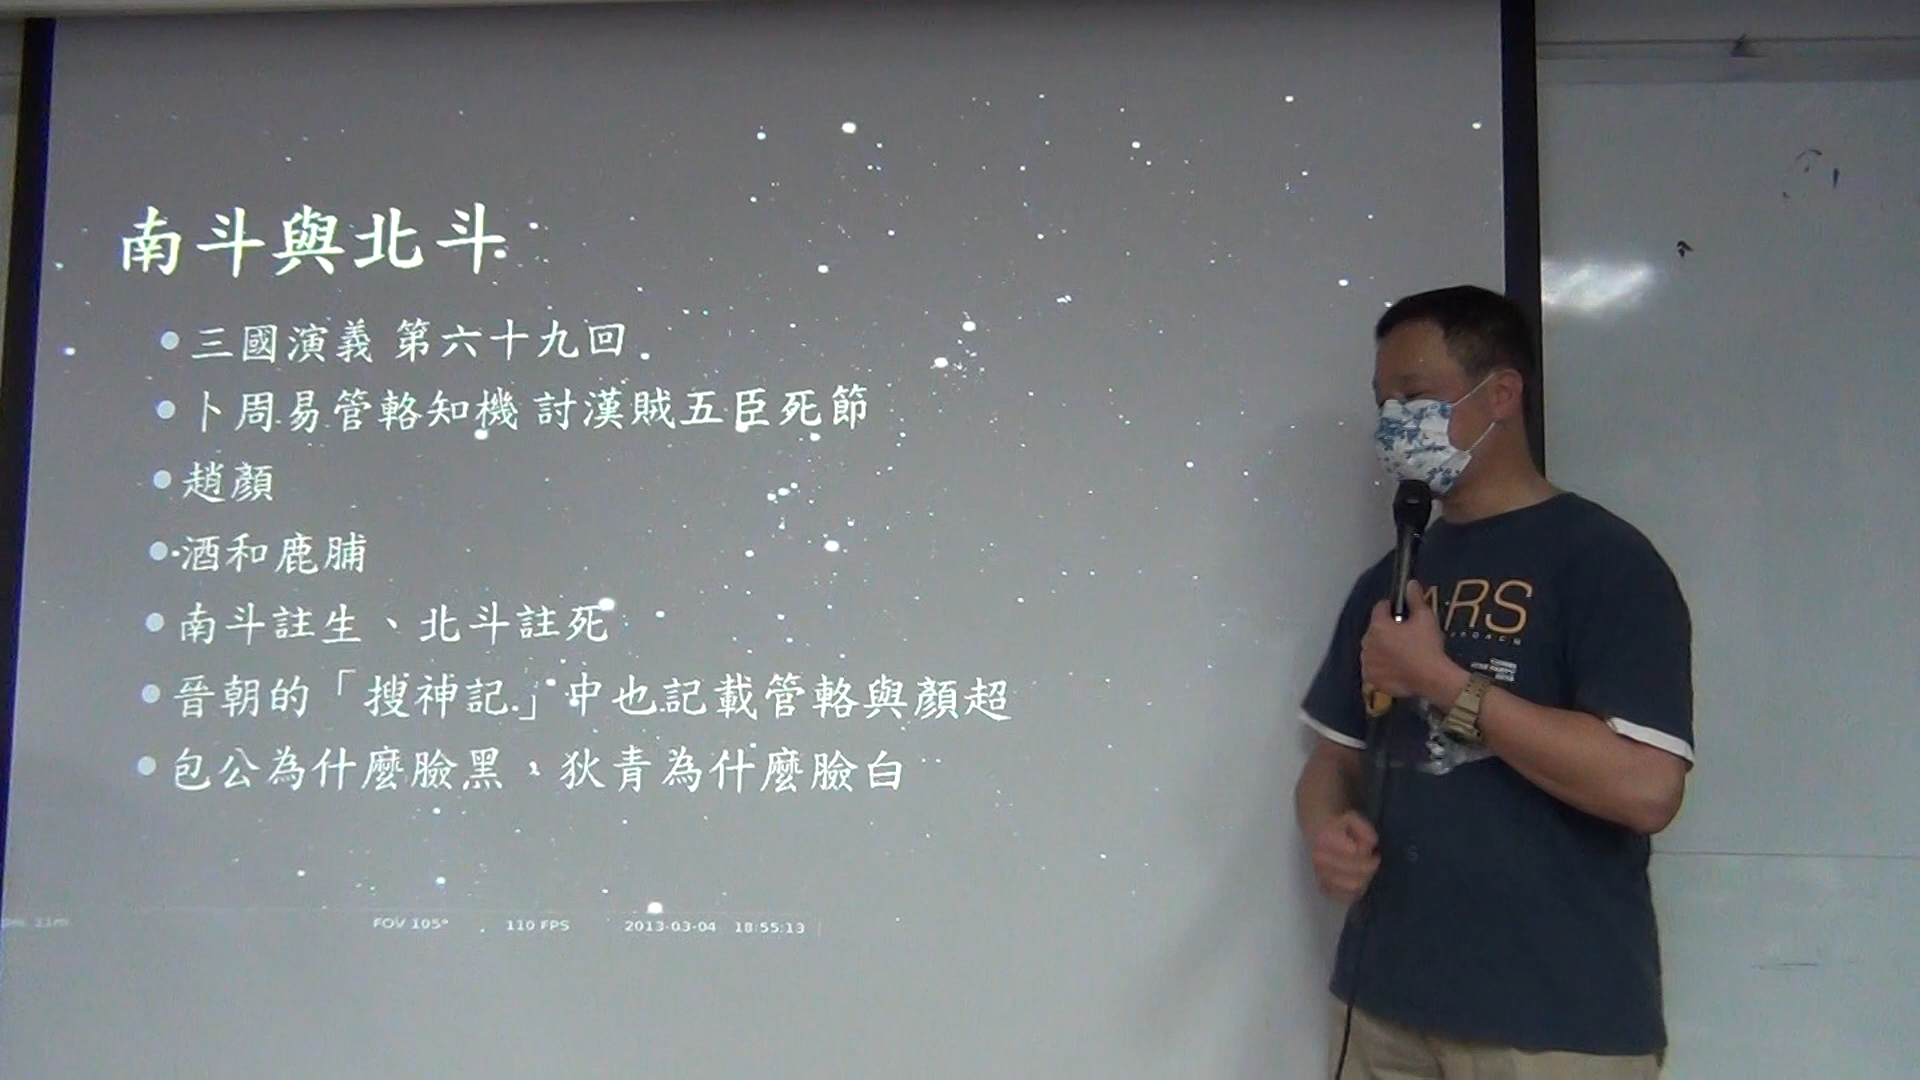 南斗與北斗
三國演義 第六十九回
卜周易管輅知機 討漢賊五臣死節
趙顏
酒和鹿脯
南斗註生、北斗註死
晉朝的「搜神記」中也記載管輅與顏超
包公為什麼臉黑,狄青為什麼臉白
FOV 105° 110 FPS 2013-03-04 18:55:13
ARS